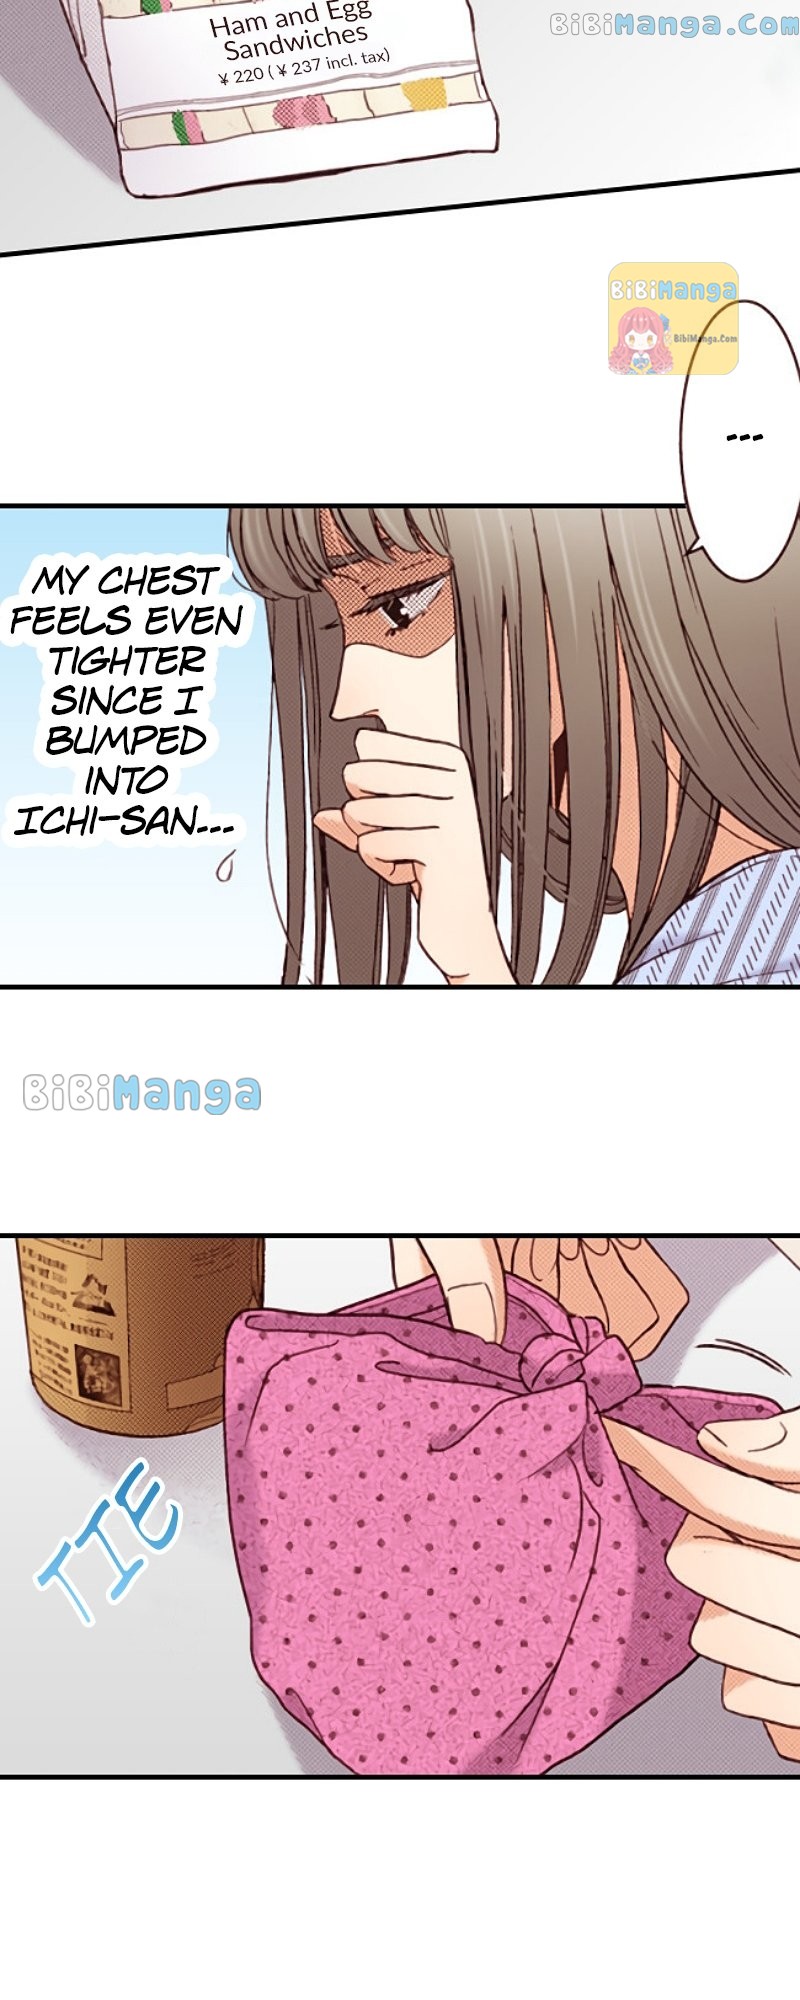 BiBiManga.Com
Ham and Egg
Sandwiches
¥ 220 (¥ 237 incl. tax)
BiBiManga
BibiManga.Com
...
MY CHEST
FEELS EVEN
TIGHTER
SINCE I
BUMPED
INTO
ICHI-SAN...
BiBiManga
TIE